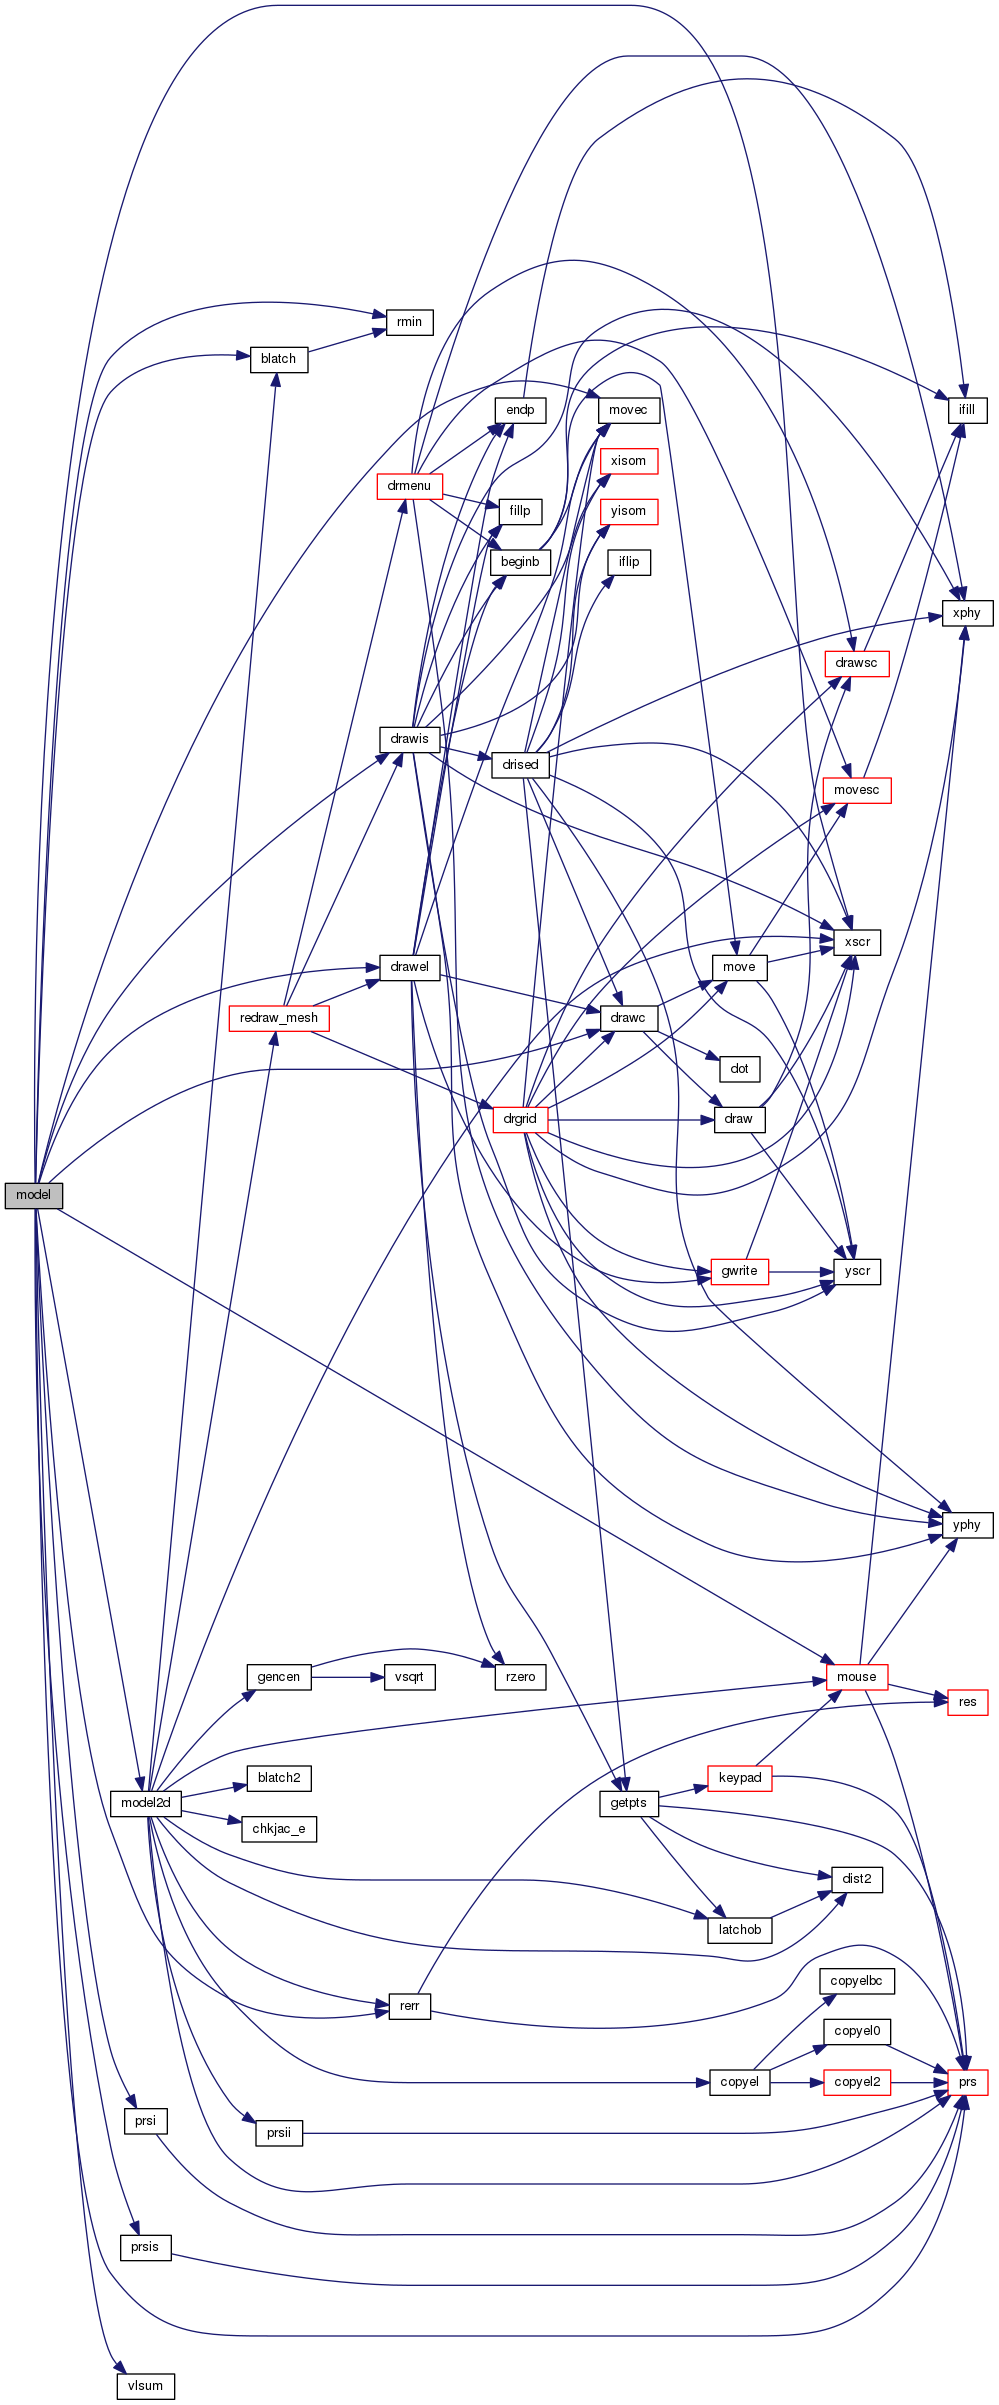 rmin
blatch
endp
movec
ifill
xisom
drmenu
fillp
yisom
beginb
iflip
xphy
drawsc
drawis
drised
movesc
xscr
drawel
move
redraw_mesh
drawc
dot
drgrid
draw
model
gwrite
yscr
yphy
gencen
vsqrt
rzero
mouse
res
blatch2
keypad
model2d
getpts
chkjac_e
dist2
latchob
copyelbc
rerr
copyel0
copyel
copyel2
prs
prsi
prsii
prsis
vlsum